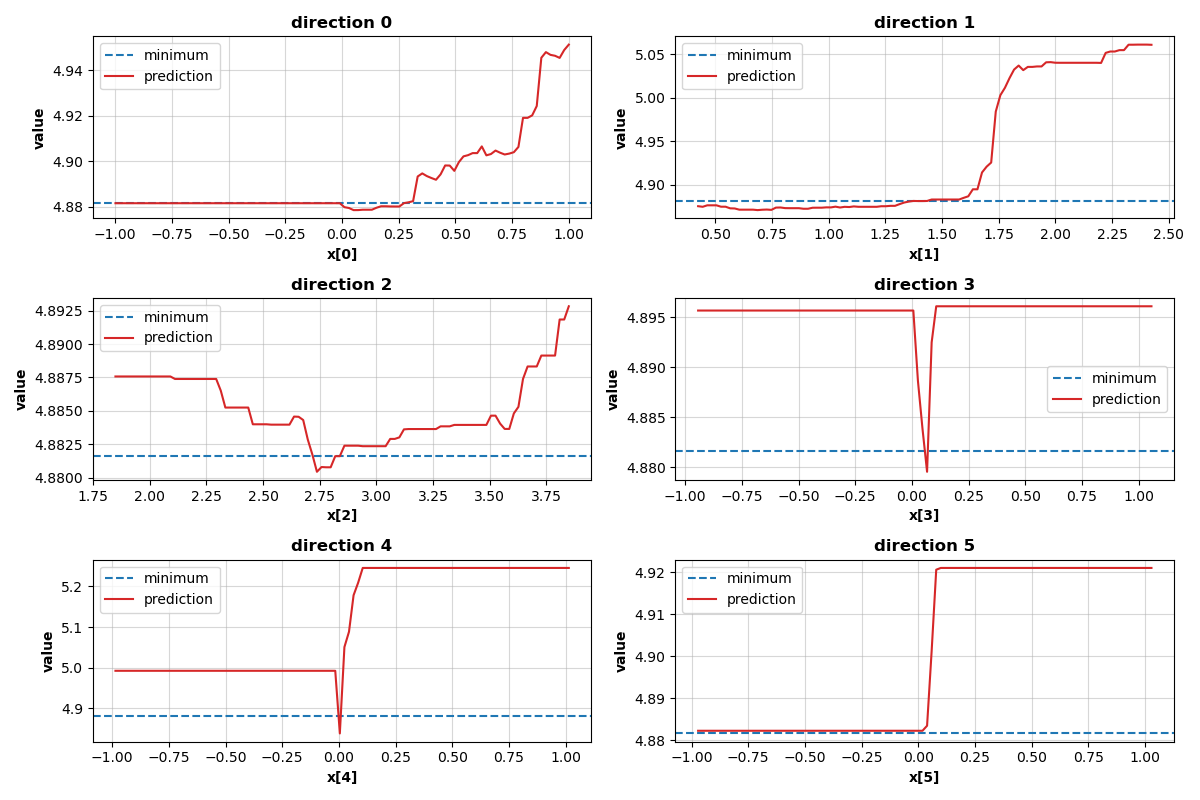 direction 0
value
4.94
4.92
4.90
4.88
minimum
prediction
−1.00 −0.75 −0.50 −0.25 0.00 0.25 0.50 0.75 1.00
x[0]
direction 1
value
5.05
5.00
4.95
4.90
minimum
prediction
0.50 0.75 1.00 1.25 1.50 1.75 2.00 2.25 2.50
x[1]
direction 2
value
4.8925
4.8900
4.8875
4.8850
4.8825
4.8800
minimum
prediction
1.75 2.00 2.25 2.50 2.75 3.00 3.25 3.50 3.75
x[2]
direction 3
value
4.895
4.890
4.885
4.880
minimum
prediction
−1.00 −0.75 −0.50 −0.25 0.00 0.25 0.50 0.75 1.00
x[3]
direction 4
value
5.2
5.1
5.0
4.9
minimum
prediction
−1.00 −0.75 −0.50 −0.25 0.00 0.25 0.50 0.75 1.00
x[4]
direction 5
value
4.92
4.91
4.90
4.89
4.88
minimum
prediction
−1.00 −0.75 −0.50 −0.25 0.00 0.25 0.50 0.75 1.00
x[5]